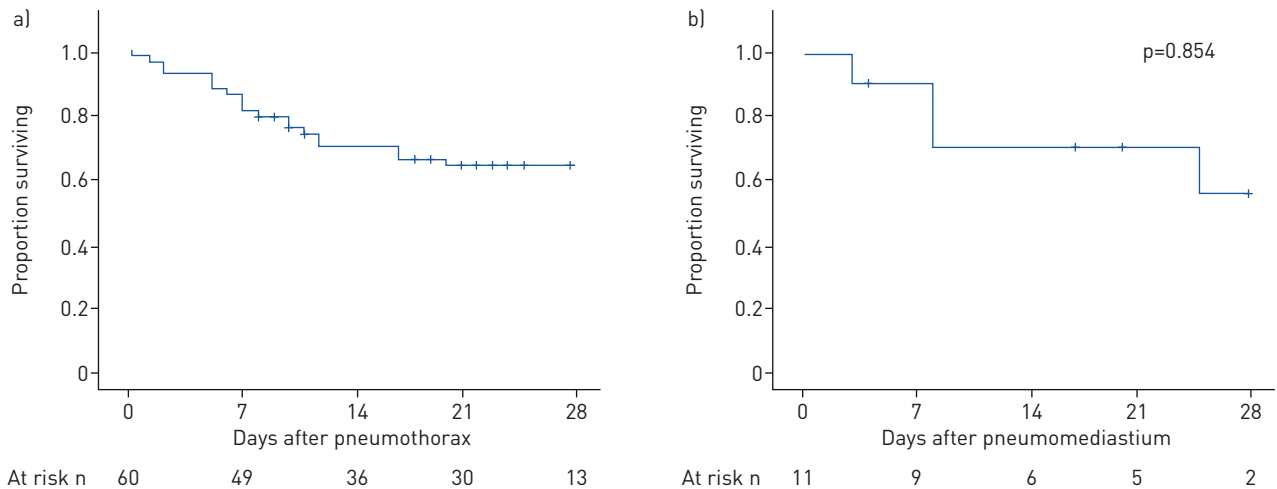 a)
1.0
0.8
0.6
0.4
0.2
0
Proportion surviving
0 7 14 21 28
Days after pneumothorax
At risk n 60 49 36 30 13
b)
p=0.854
1.0
0.8
0.6
0.4
0.2
0
Proportion surviving
0 7 14 21 28
Days after pneumomediastium
At risk n 11 9 6 5 2